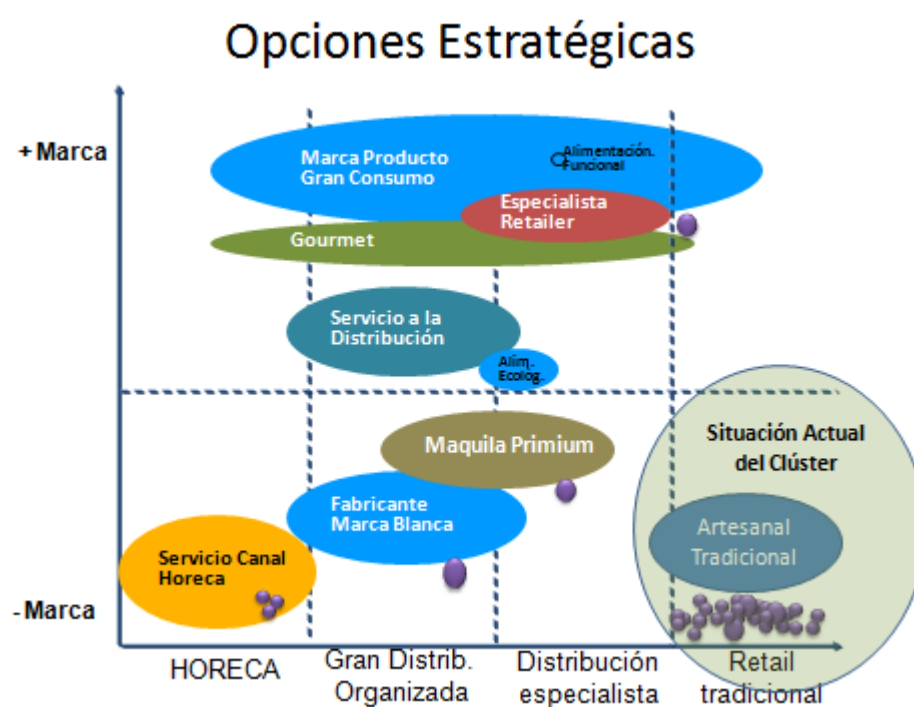 Opciones Estratégicas
+ Marca
Marca Producto
Gran Consumo
Alimentación.
Funcional
Especialista
Retailer
Gourmet
Servicio a la
Distribución
Alim.
Ecolog.
Maquila Primium
Situación Actual
del Clúster
Fabricante
Marca Blanca
Artesanal
Tradicional
Servicio Canal
Horeca
- Marca
HORECA
Gran Distrib.
Organizada
Distribución
especialista
Retail
tradicional